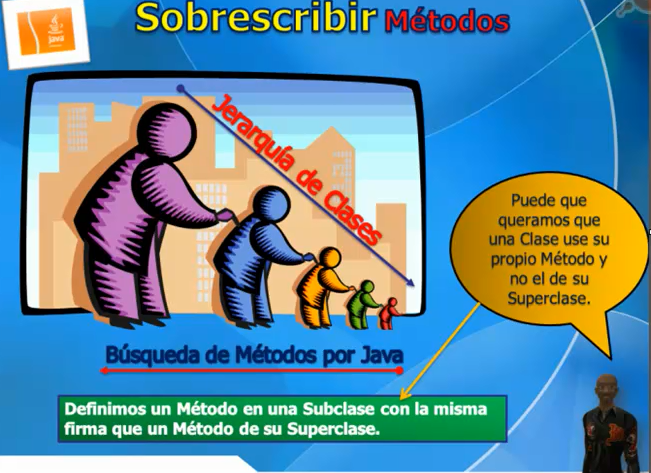 Sobrescribir Métodos
Java
Jerarquía de Clases
Puede que
queramos que
una Clase use su
propio Método y
no el de su
Superclase.
Búsqueda de Métodos por Java
Definimos un Método en una Subclase con la misma
firma que un Método de su Superclase.